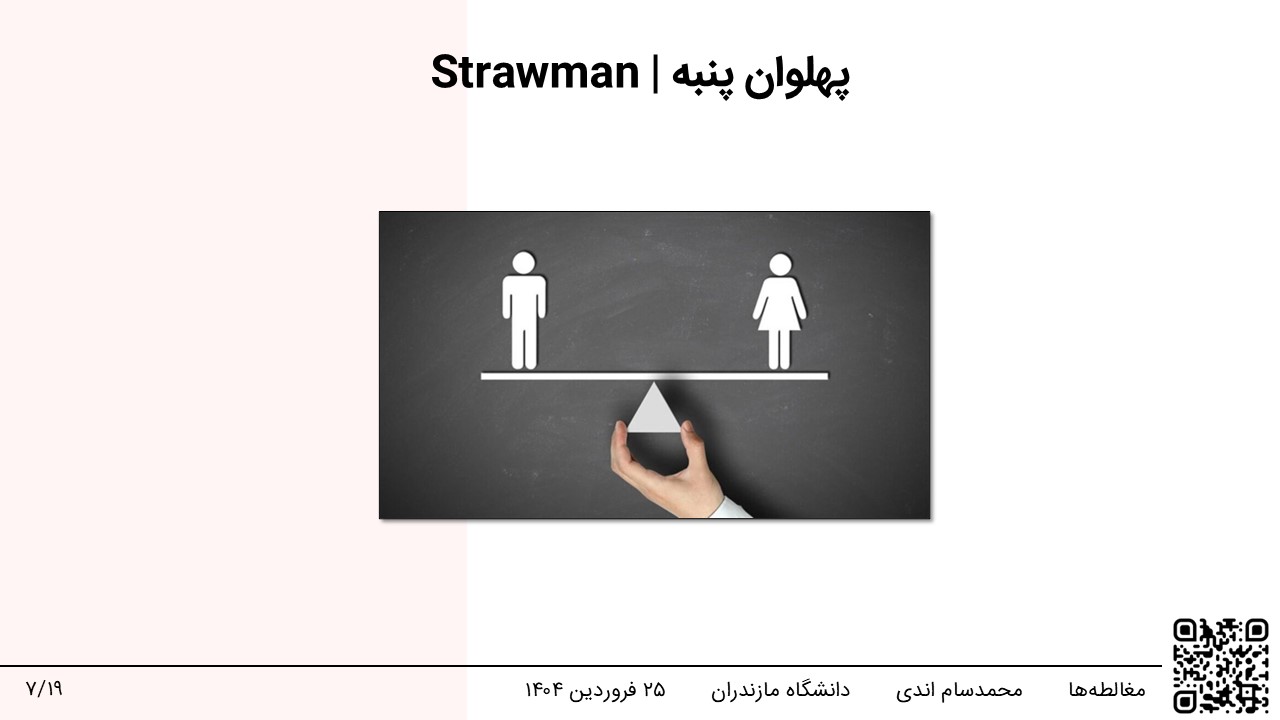 پهلوان پنبه | Strawman
مغالطه‌ها محمدسام اندی دانشگاه مازندران ۲۵ فروردین ۱۴۰۴ ۷/۱۹